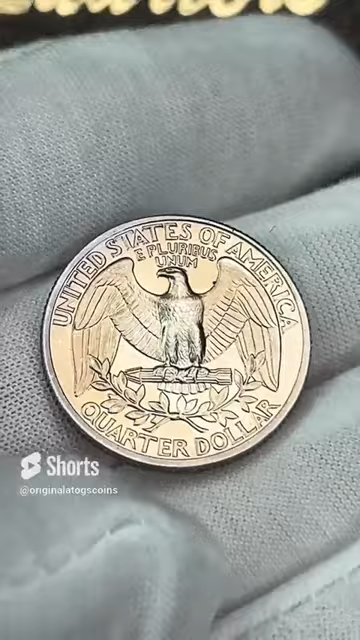 UNITED STATES OF AMERICA
E PLURIBUS
UNUM
QUARTER DOLLAR
Shorts
@originalatogscoins